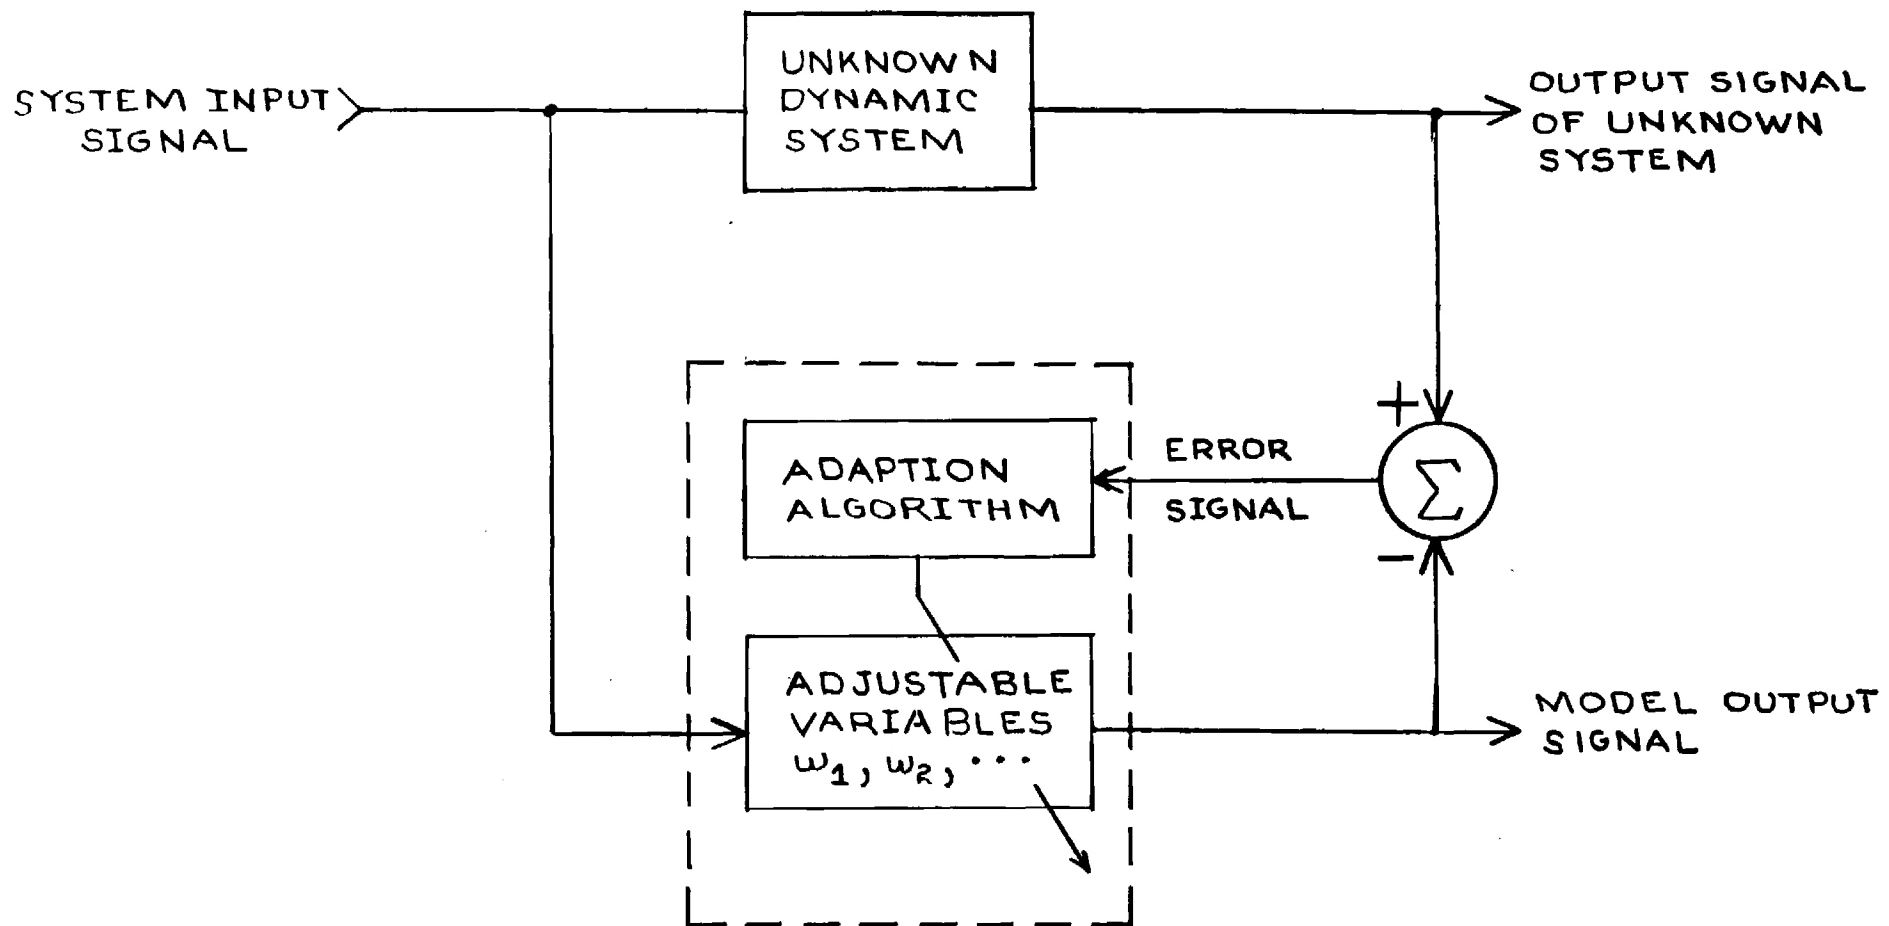 SYSTEM INPUT
SIGNAL
UNKNOWN
DYNAMIC
SYSTEM
OUTPUT SIGNAL
OF UNKNOWN
SYSTEM
+
ADAPTION
ALGORITHM
ERROR
SIGNAL
Σ
−
ADJUSTABLE
VARIABLES
ω1, ω2, ···
MODEL OUTPUT
SIGNAL